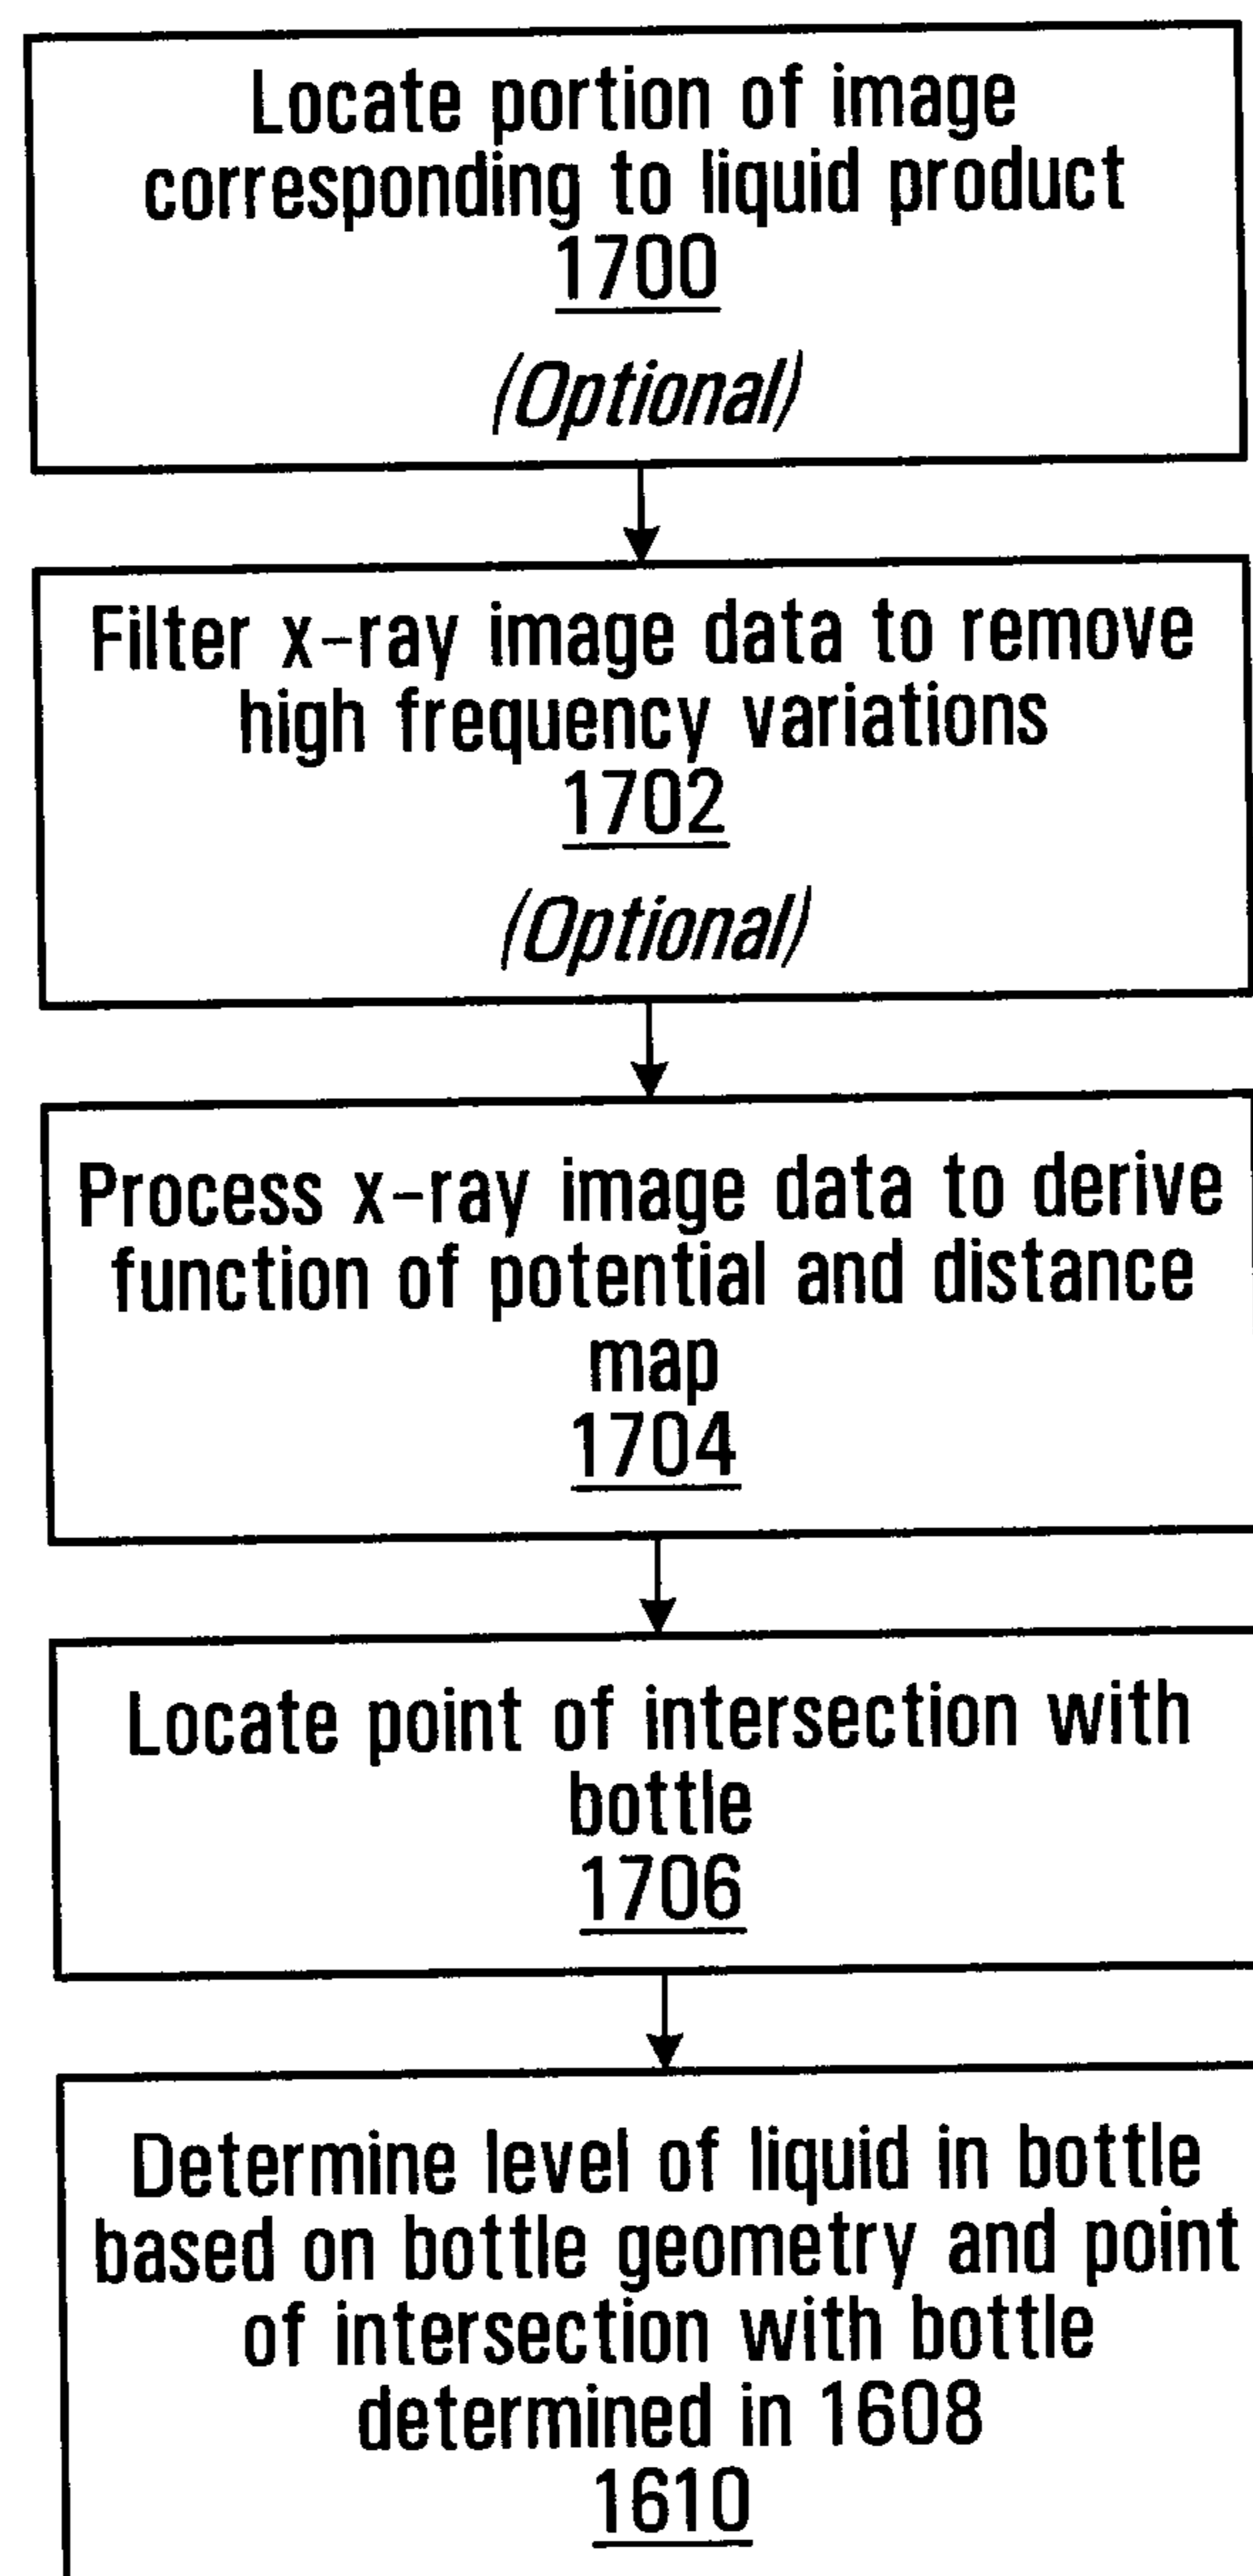 Locate portion of image
corresponding to liquid product
1700
(Optional)
Filter x-ray image data to remove
high frequency variations
1702
(Optional)
Process x-ray image data to derive
function of potential and distance
map
1704
Locate point of intersection with
bottle
1706
Determine level of liquid in bottle
based on bottle geometry and point
of intersection with bottle
determined in 1608
1610